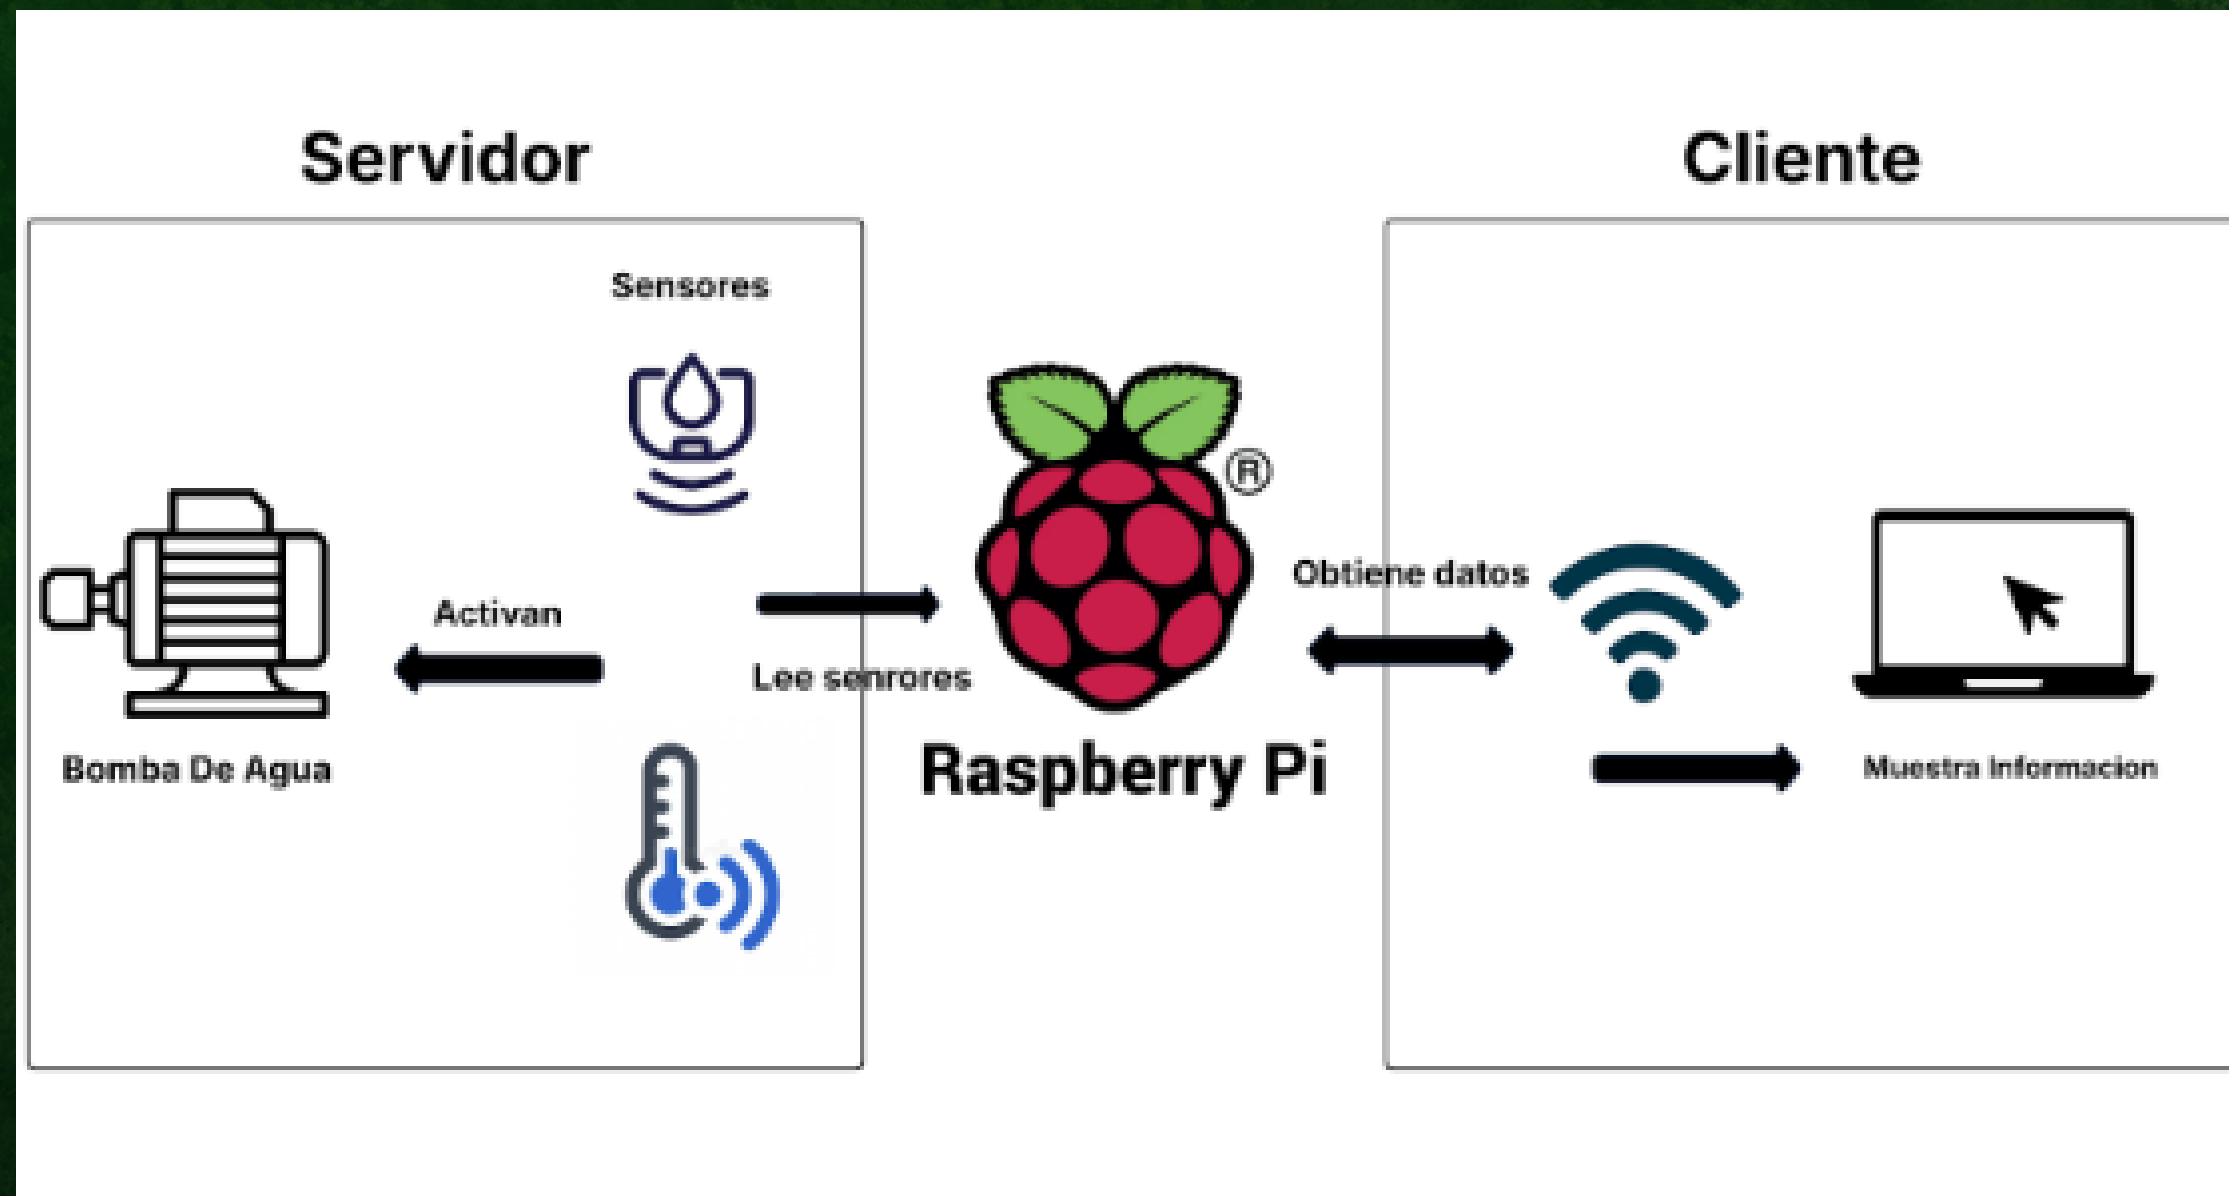 Servidor
Cliente
Sensores
Activan
Lee senrores
Bomba De Agua
®
Raspberry Pi
Obtiene datos
Muestra Informacion